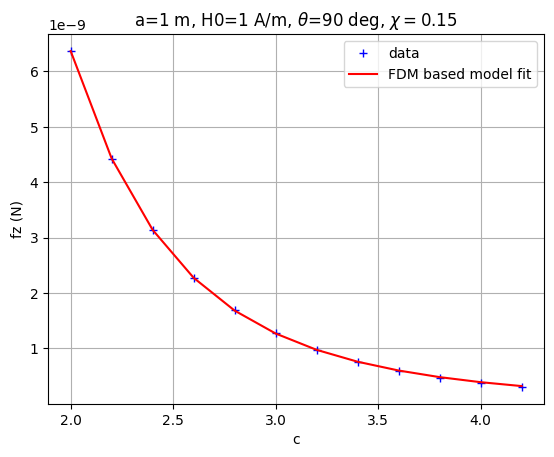 a=1 m, H0=1 A/m, θ=90 deg, χ = 0.15
1e−9
data
FDM based model fit
6
5
4
3
2
1
fz (N)
2.0 2.5 3.0 3.5 4.0
c